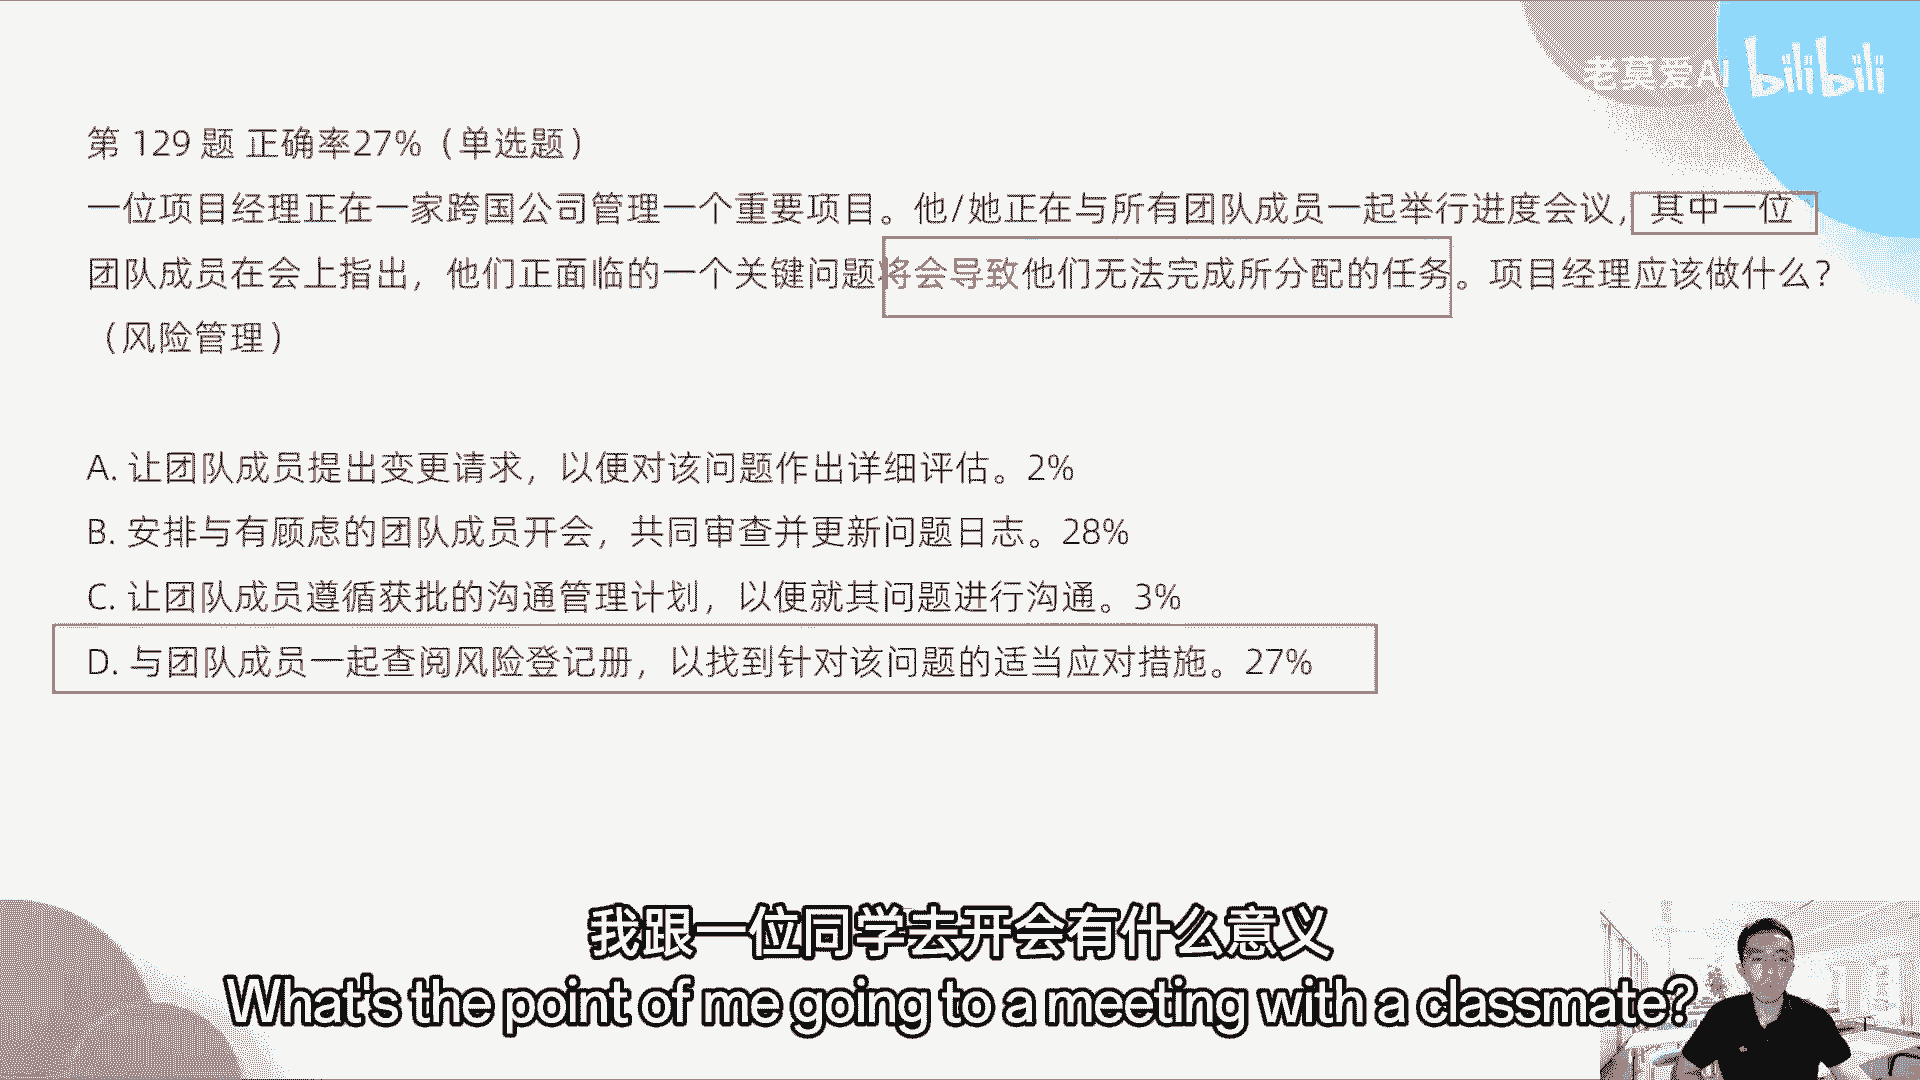 老莫爱AI bilibili
第 129 题 正确率27%（单选题）
一位项目经理正在一家跨国公司管理一个重要项目。他/她正在与所有团队成员一起举行进度会议，其中一位
团队成员在会上指出，他们正面临的一个关键问题将会导致他们无法完成所分配的任务。项目经理应该做什么？
（风险管理）
A. 让团队成员提出变更请求，以便对该问题作出详细评估。2%
B. 安排与有顾虑的团队成员开会，共同审查并更新问题日志。28%
C. 让团队成员遵循获批的沟通管理计划，以便就其问题进行沟通。3%
D. 与团队成员一起查阅风险登记册，以找到针对该问题的适当应对措施。27%
我跟一位同学去开会有什么意义
What's the point of me going to a meeting with a classmate?